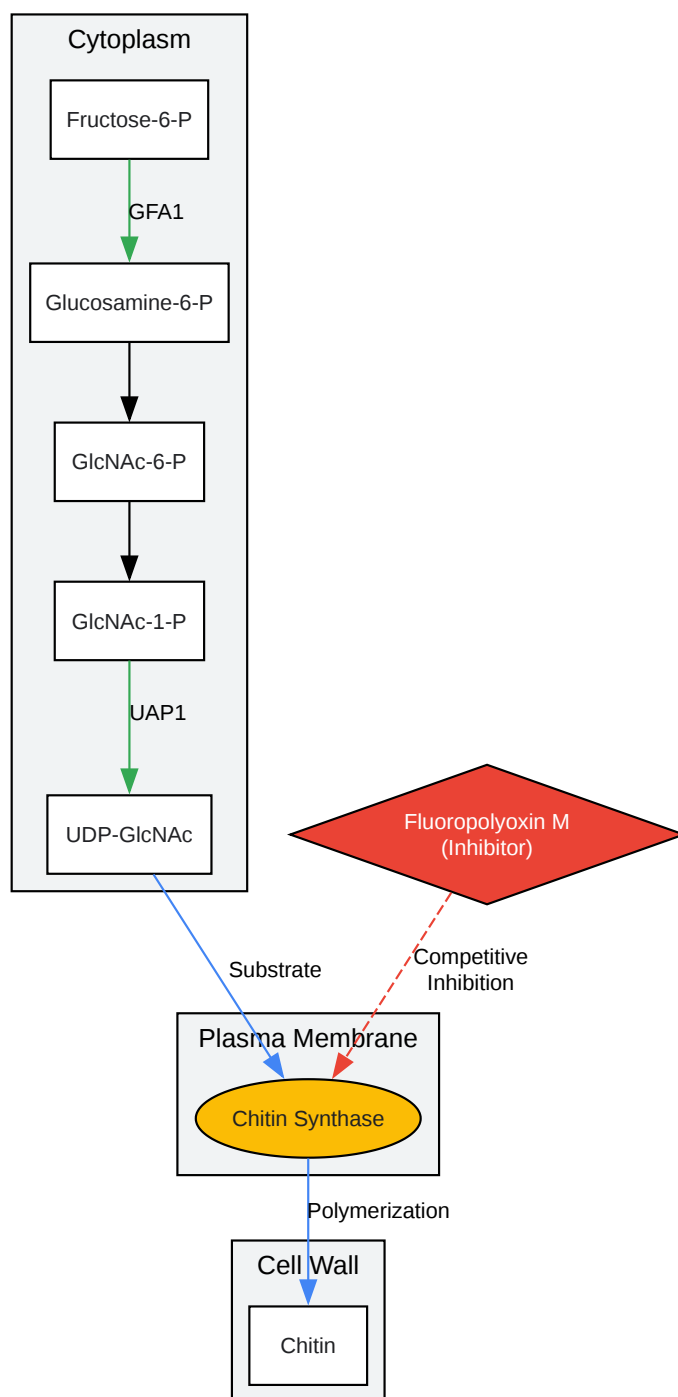 Cytoplasm
Fructose-6-P
GFA1
Glucosamine-6-P
GlcNAc-6-P
GlcNAc-1-P
UAP1
UDP-GlcNAc
Fluoropolyoxin M
(Inhibitor)
Substrate
Competitive
Inhibition
Plasma Membrane
Chitin Synthase
Polymerization
Cell Wall
Chitin